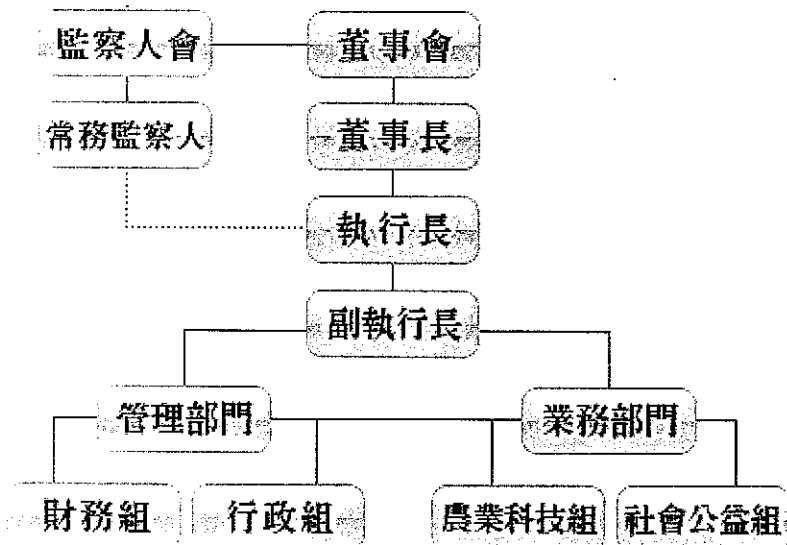 監察人會
董事會
常務監察人
董事長
執行長
副執行長
管理部門
業務部門
財務組
行政組
農業科技組
社會公益組